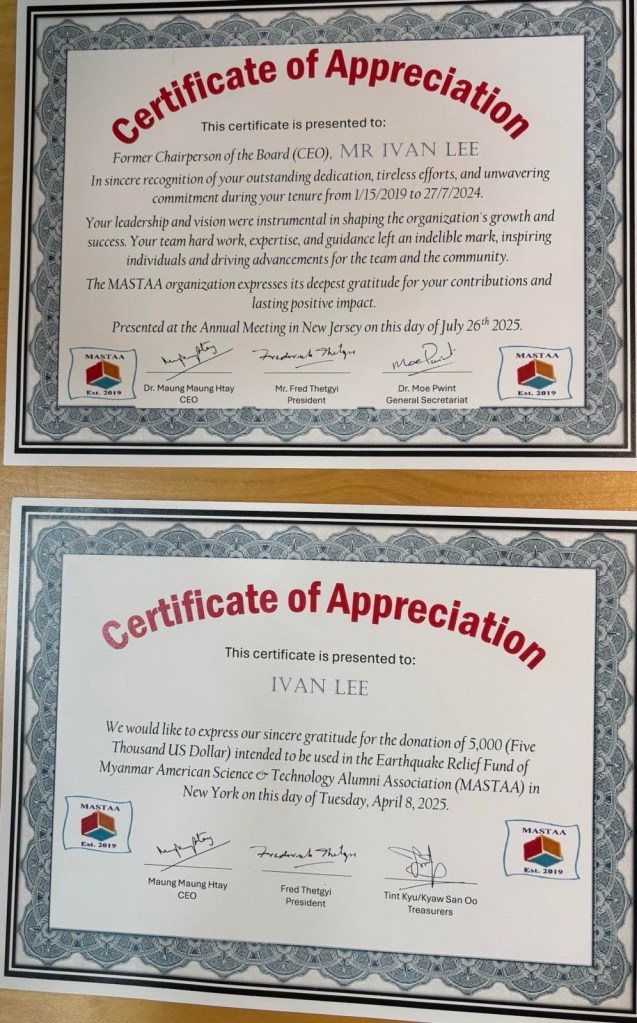 Certificate of Appreciation
This certificate is presented to:
Former Chairperson of the Board (CEO), MR IVAN LEE
In sincere recognition of your outstanding dedication, tireless efforts, and unwavering
commitment during your tenure from 1/15/2019 to 27/7/2024.
Your leadership and vision were instrumental in shaping the organization's growth and
success. Your team hard work, expertise, and guidance left an indelible mark, inspiring
individuals and driving advancements for the team and the community.
The MASTAA organization expresses its deepest gratitude for your contributions and
lasting positive impact.
Presented at the Annual Meeting in New Jersey on this day of July 26th 2025.
MASTAA
Est. 2019
Moe Pwint
MASTAA
Est. 2019
Dr. Maung Maung Htay
CEO
Mr. Fred Thetgyi
President
Dr. Moe Pwint
General Secretariat
Certificate of Appreciation
This certificate is presented to:
IVAN LEE
We would like to express our sincere gratitude for the donation of 5,000 (Five
Thousand US Dollar) intended to be used in the Earthquake Relief Fund of
Myanmar American Science & Technology Alumni Association (MASTAA) in
New York on this day of Tuesday, April 8, 2025.
MASTAA
Est. 2019
MASTAA
Est. 2019
Maung Maung Htay
CEO
Fred Thetgyi
President
Tint Kyu/Kyaw San Oo
Treasurers